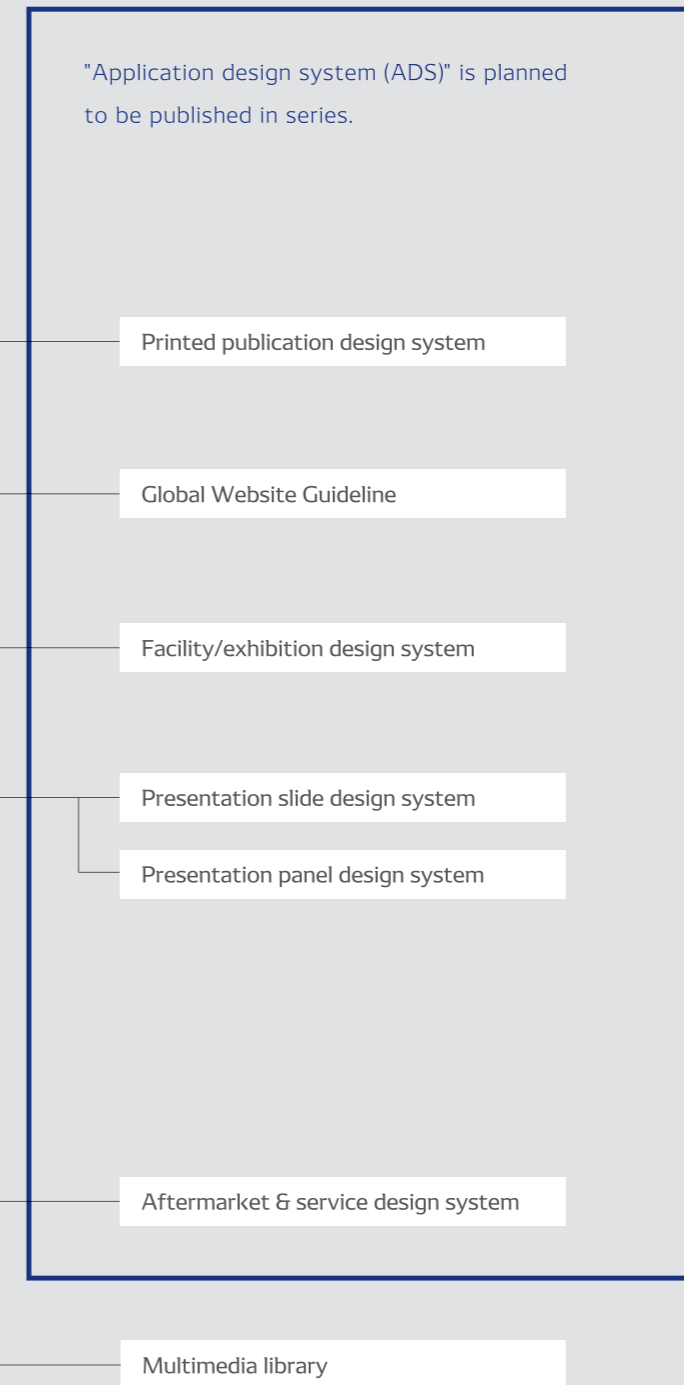 "Application design system (ADS)" is planned
to be published in series.
Printed publication design system
Global Website Guideline
Facility/exhibition design system
Presentation slide design system
Presentation panel design system
Aftermarket & service design system
Multimedia library